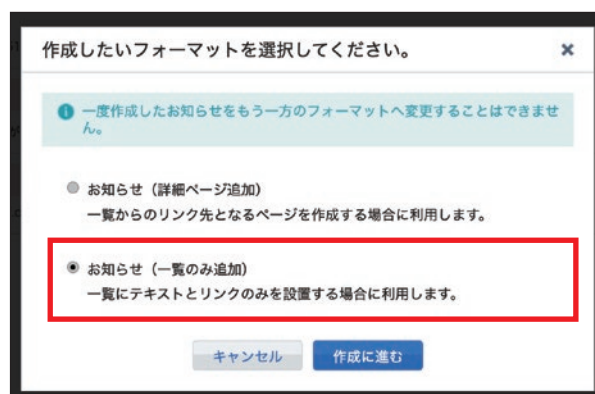 作成したいフォーマットを選択してください。
一度作成したお知らせをもう一方のフォーマットへ変更することはできませ
ん。
お知らせ（詳細ページ追加）
一覧からのリンク先となるページを作成する場合に利用します。
お知らせ（一覧のみ追加）
一覧にテキストとリンクのみを設置する場合に利用します。
キャンセル 作成に進む